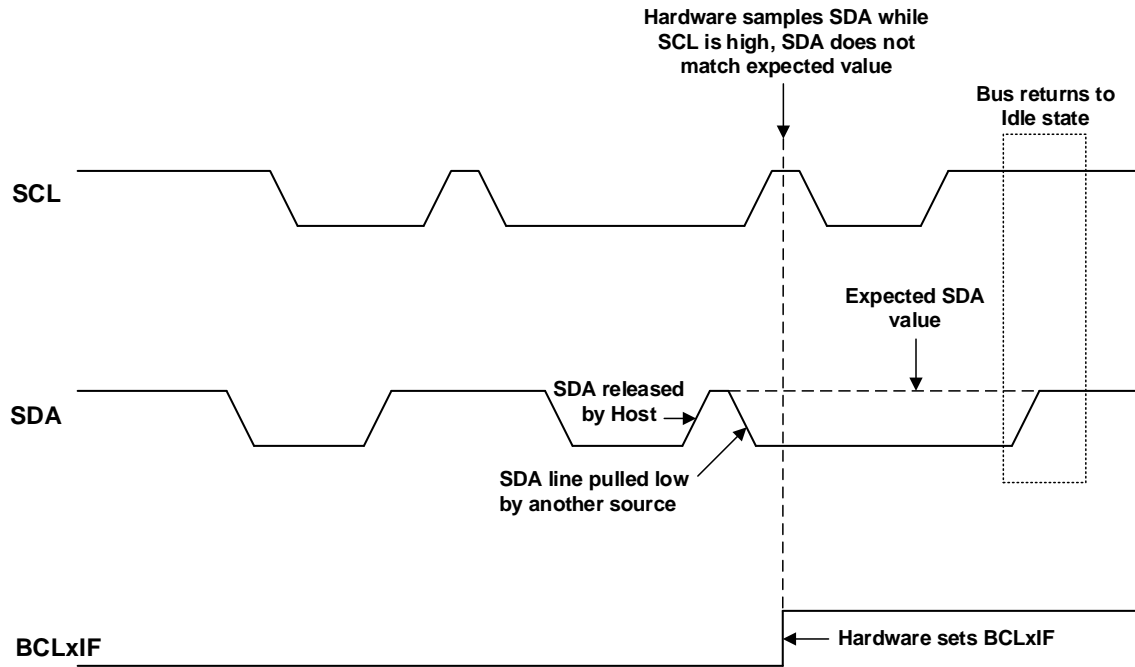 Hardware samples SDA while
SCL is high, SDA does not
match expected value
Bus returns to
Idle state
SCL
Expected SDA
value
SDA
SDA released
by Host
SDA line pulled low
by another source
BCLxIF
Hardware sets BCLxIF